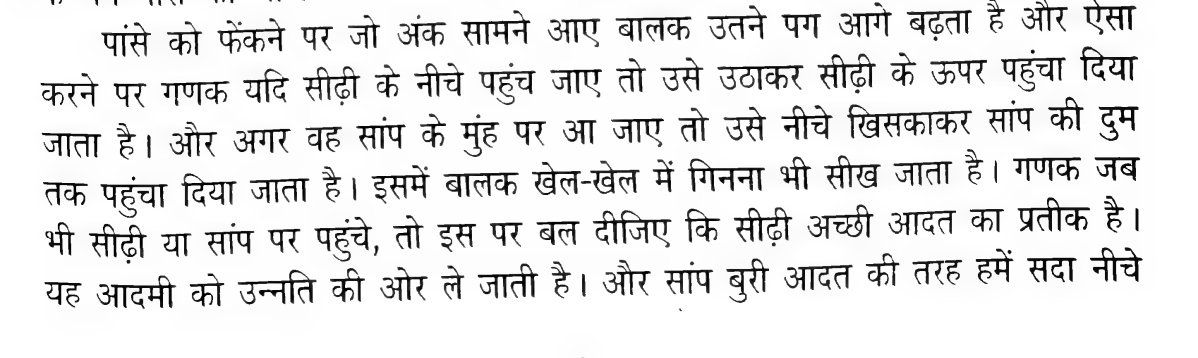 पांसे को फेंकने पर जो अंक सामने आए बालक उतने पग आगे बढ़ता है और ऐसा
करने पर गणक यदि सीढ़ी के नीचे पहुंच जाए तो उसे उठाकर सीढ़ी के ऊपर पहुंचा दिया
जाता है। और अगर वह सांप के मुंह पर आ जाए तो उसे नीचे खिसकाकर सांप की दुम
तक पहुंचा दिया जाता है। इसमें बालक खेल-खेल में गिनना भी सीख जाता है। गणक जब
भी सीढ़ी या सांप पर पहुंचे, तो इस पर बल दीजिए कि सीढ़ी अच्छी आदत का प्रतीक है।
यह आदमी को उन्नति की ओर ले जाती है। और सांप बुरी आदत की तरह हमें सदा नीचे